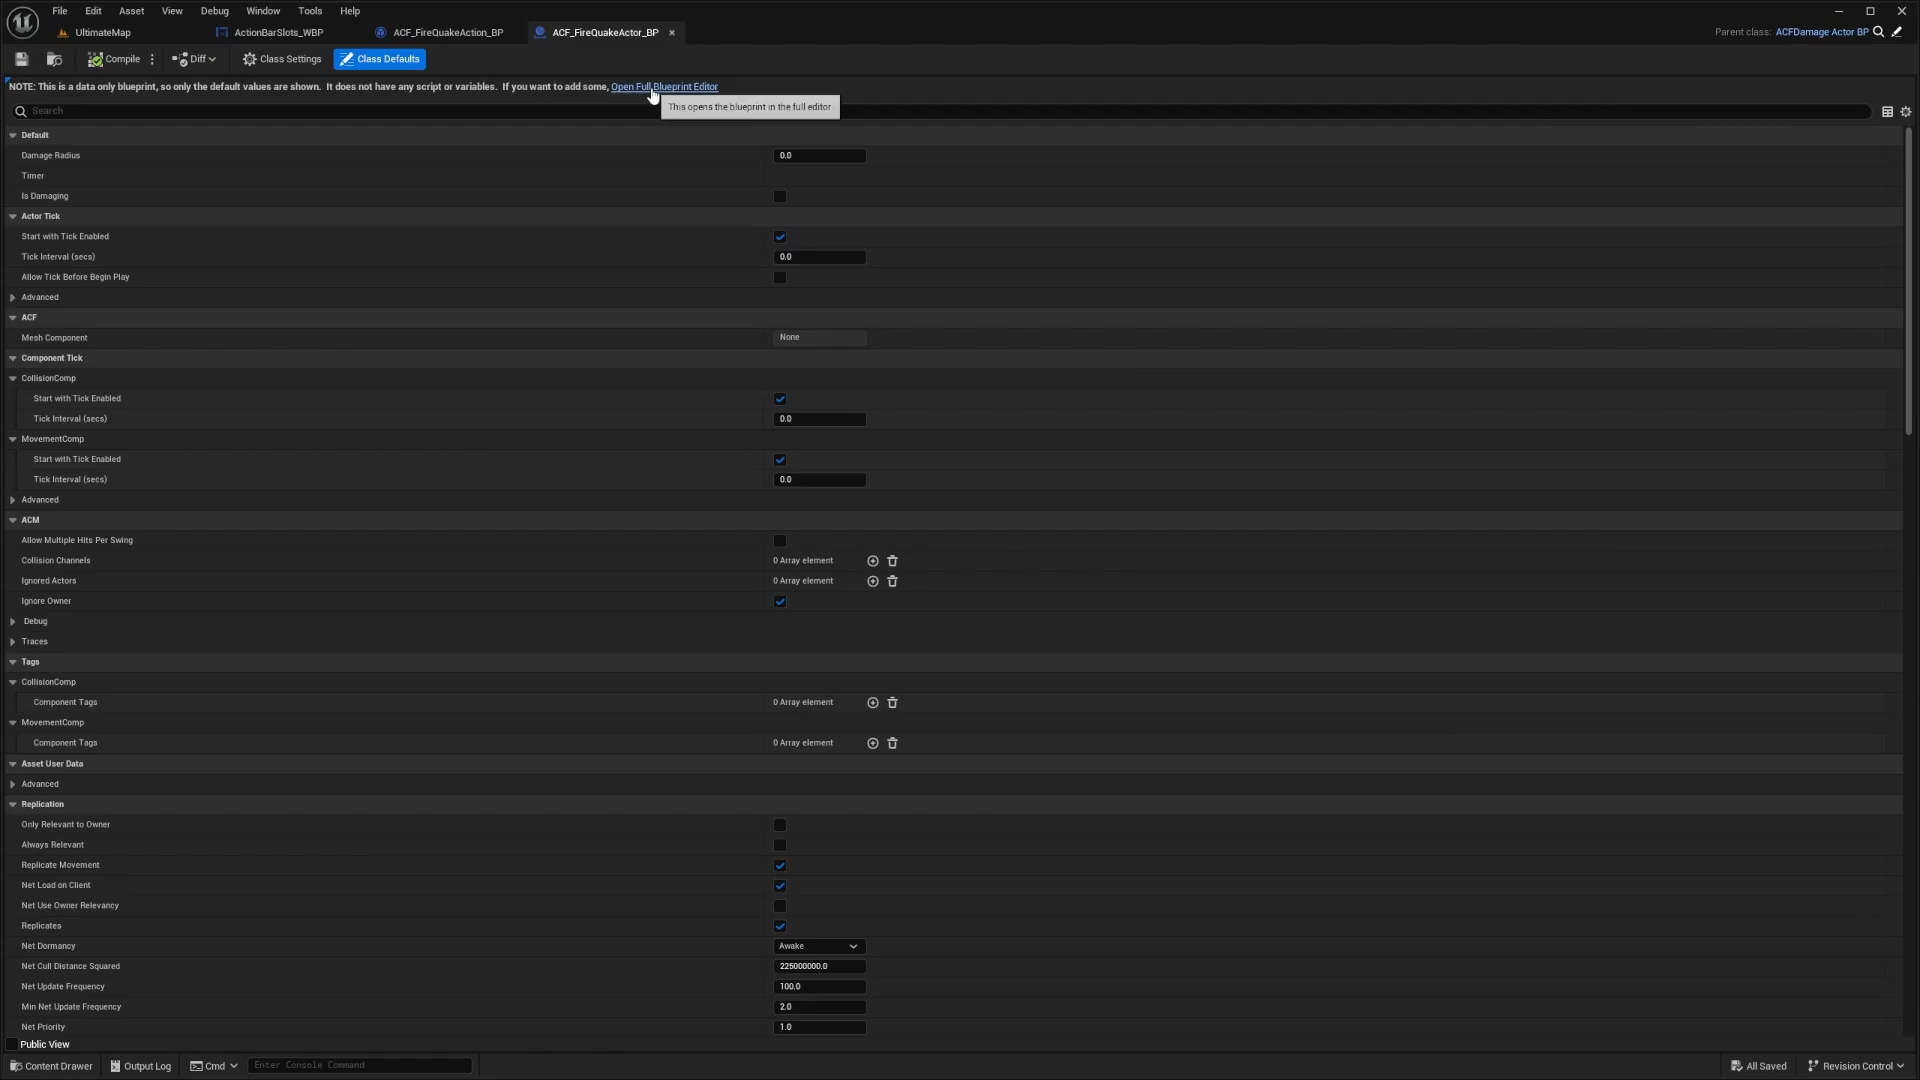 File Edit Asset View Debug Window Tools Help
UltimateMap ActionBarSlots_WBP ACF_FireQuakeAction_BP ACF_FireQuakeActor_BP Parent class: ACFDamage Actor BP
Compile Diff Class Settings Class Defaults
NOTE: This is a data only blueprint, so only the default values are shown. It does not have any script or variables. If you want to add some, Open Full Blueprint Editor
Search
This opens the blueprint in the full editor
Default
Damage Radius 0.0
Timer
Is Damaging
Actor Tick
Start with Tick Enabled
Tick Interval (secs) 0.0
Allow Tick Before Begin Play
Advanced
ACF
Mesh Component None
Component Tick
CollisionComp
Start with Tick Enabled
Tick Interval (secs) 0.0
MovementComp
Start with Tick Enabled
Tick Interval (secs) 0.0
Advanced
ACM
Allow Multiple Hits Per Swing
Collision Channels 0 Array element
Ignored Actors 0 Array element
Ignore Owner
Debug
Traces
Tags
CollisionComp
Component Tags 0 Array element
MovementComp
Component Tags 0 Array element
Asset User Data
Advanced
Replication
Only Relevant to Owner
Always Relevant
Replicate Movement
Net Load on Client
Net Use Owner Relevancy
Replicates
Net Dormancy Awake
Net Cull Distance Squared 225000000.0
Net Update Frequency 100.0
Min Net Update Frequency 2.0
Net Priority 1.0
Public View
Content Drawer Output Log Cmd Enter Console Command All Saved Revision Control